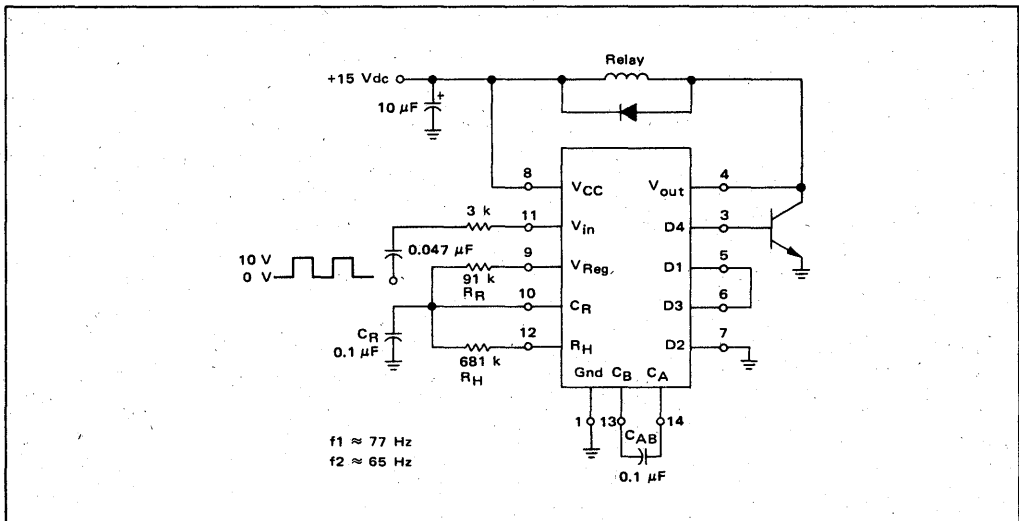 Relay
+15 Vdc
+
10 μF
8
VCC
Vout
4
3 k
11
Vin
D4
3
0.047 μF
10 V
0 V
9
VReg.
D1
5
91 k
RR
10
CR
D3
6
CR
0.1 μF
12
RH
D2
7
681 k
RH
Gnd CB CA
1 13 14
CAB
0.1 μF
f1 ≈ 77 Hz
f2 ≈ 65 Hz